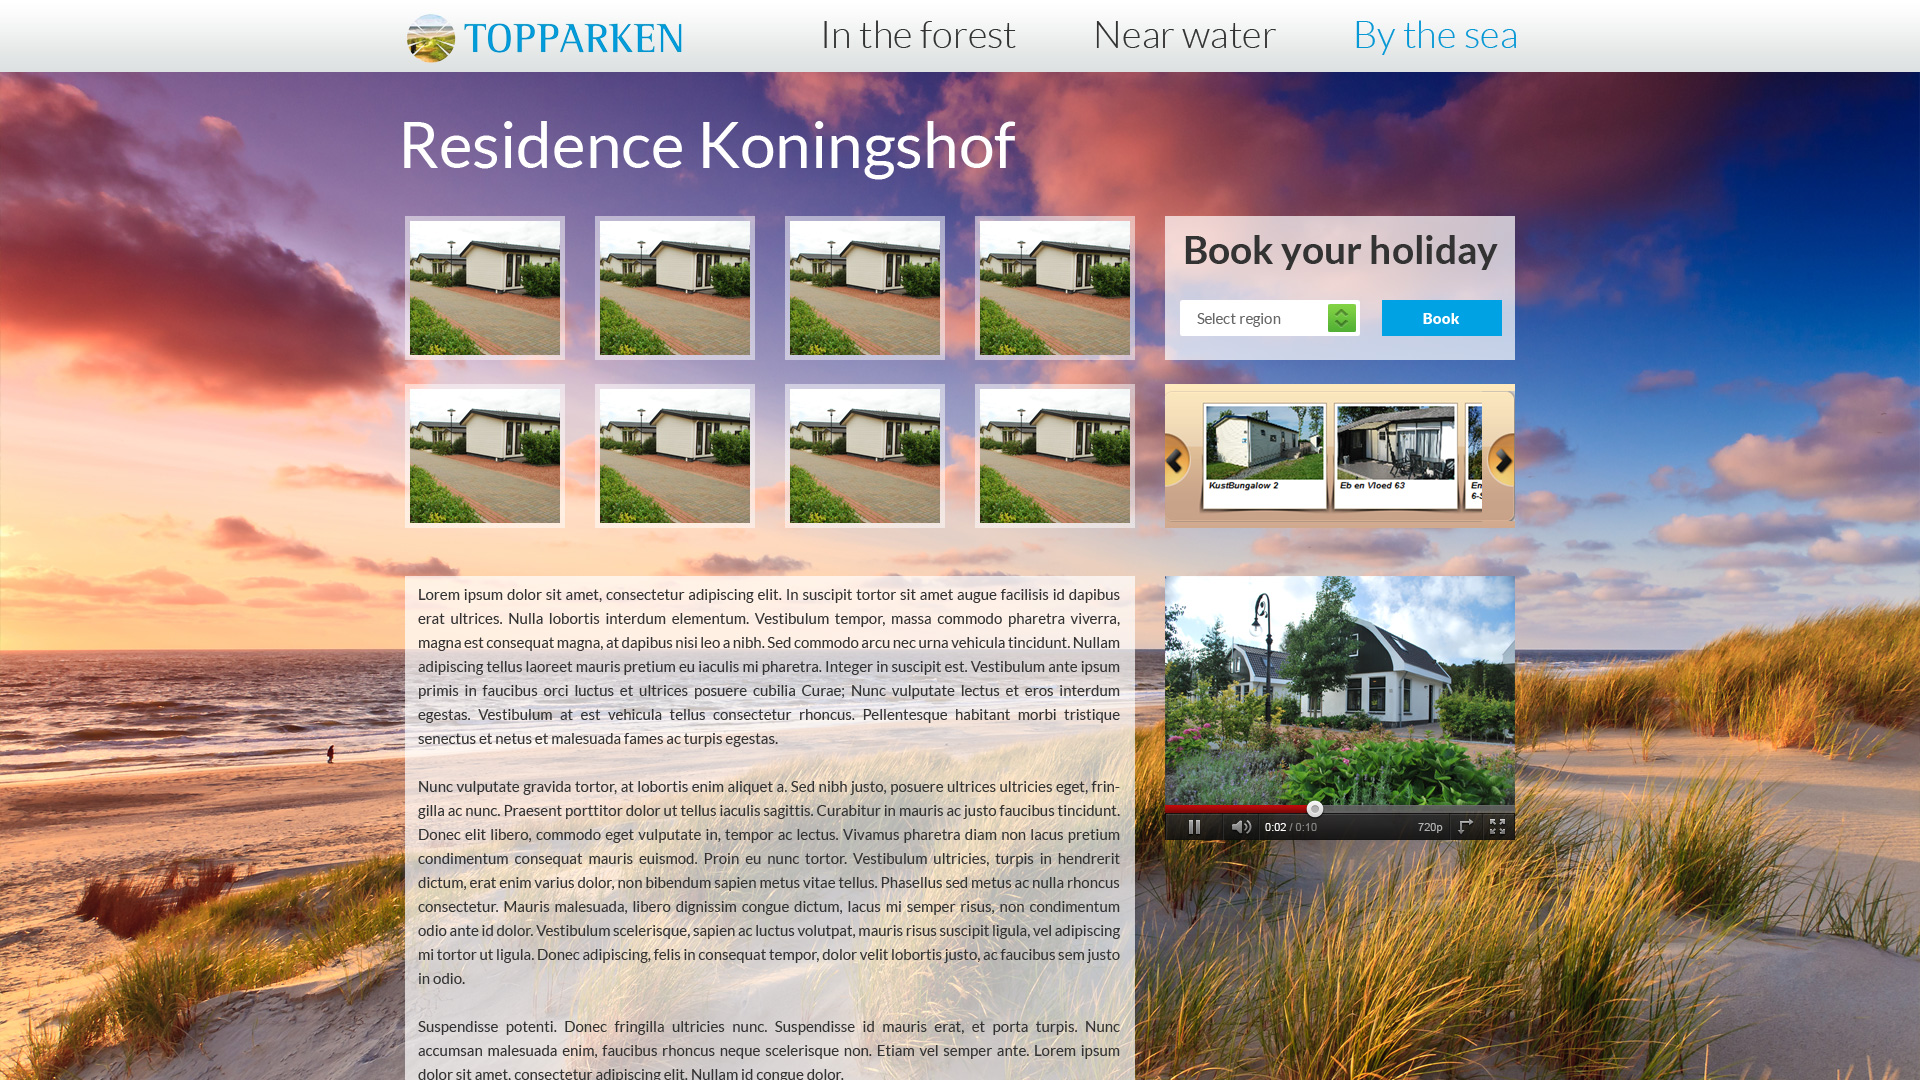 TOPPARKEN
In the forest
Near water
By the sea
Residence Koningshof
Book your holiday
Select region
Book
KustBungalow 2
Eb en Vloed 63
Lorem ipsum dolor sit amet, consectetur adipiscing elit. In suscipit tortor sit amet augue facilisis id dapibus
erat ultrices. Nulla lobortis interdum elementum. Vestibulum tempor, massa commodo pharetra viverra,
magna est consequat magna, at dapibus nisi leo a nibh. Sed commodo arcu nec urna vehicula tincidunt. Nullam
adipiscing tellus laoreet mauris pretium eu iaculis mi pharetra. Integer in suscipit est. Vestibulum ante ipsum
primis in faucibus orci luctus et ultrices posuere cubilia Curae; Nunc vulputate lectus et eros interdum
egestas. Vestibulum at est vehicula tellus consectetur rhoncus. Pellentesque habitant morbi tristique
senectus et netus et malesuada fames ac turpis egestas.
Nunc vulputate gravida tortor, at lobortis enim aliquet a. Sed nibh justo, posuere ultrices ultricies eget, frin-
gilla ac nunc. Praesent porttitor dolor ut tellus iaculis sagittis. Curabitur in mauris ac justo faucibus tincidunt.
Donec elit libero, commodo eget vulputate in, tempor ac lectus. Vivamus pharetra diam non lacus pretium
condimentum consequat mauris euismod. Proin eu nunc tortor. Vestibulum ultricies, turpis in hendrerit
dictum, erat enim varius dolor, non bibendum sapien metus vitae tellus. Phasellus sed metus ac nulla rhoncus
consectetur. Mauris malesuada, libero dignissim congue dictum, lacus mi semper risus, non condimentum
odio ante id dolor. Vestibulum scelerisque, sapien ac luctus volutpat, mauris risus suscipit ligula, vel adipiscing
mi tortor ut ligula. Donec adipiscing, felis in consequat tempor, dolor velit lobortis justo, ac faucibus sem justo
in odio.
Suspendisse potenti. Donec fringilla ultricies nunc. Suspendisse id mauris erat, et porta turpis. Nunc
accumsan malesuada enim, faucibus rhoncus neque scelerisque non. Etiam vel semper ante. Lorem ipsum
dolor sit amet, consectetur adipiscing elit. Nullam id congue dolor.
0:02 / 0:10
720p